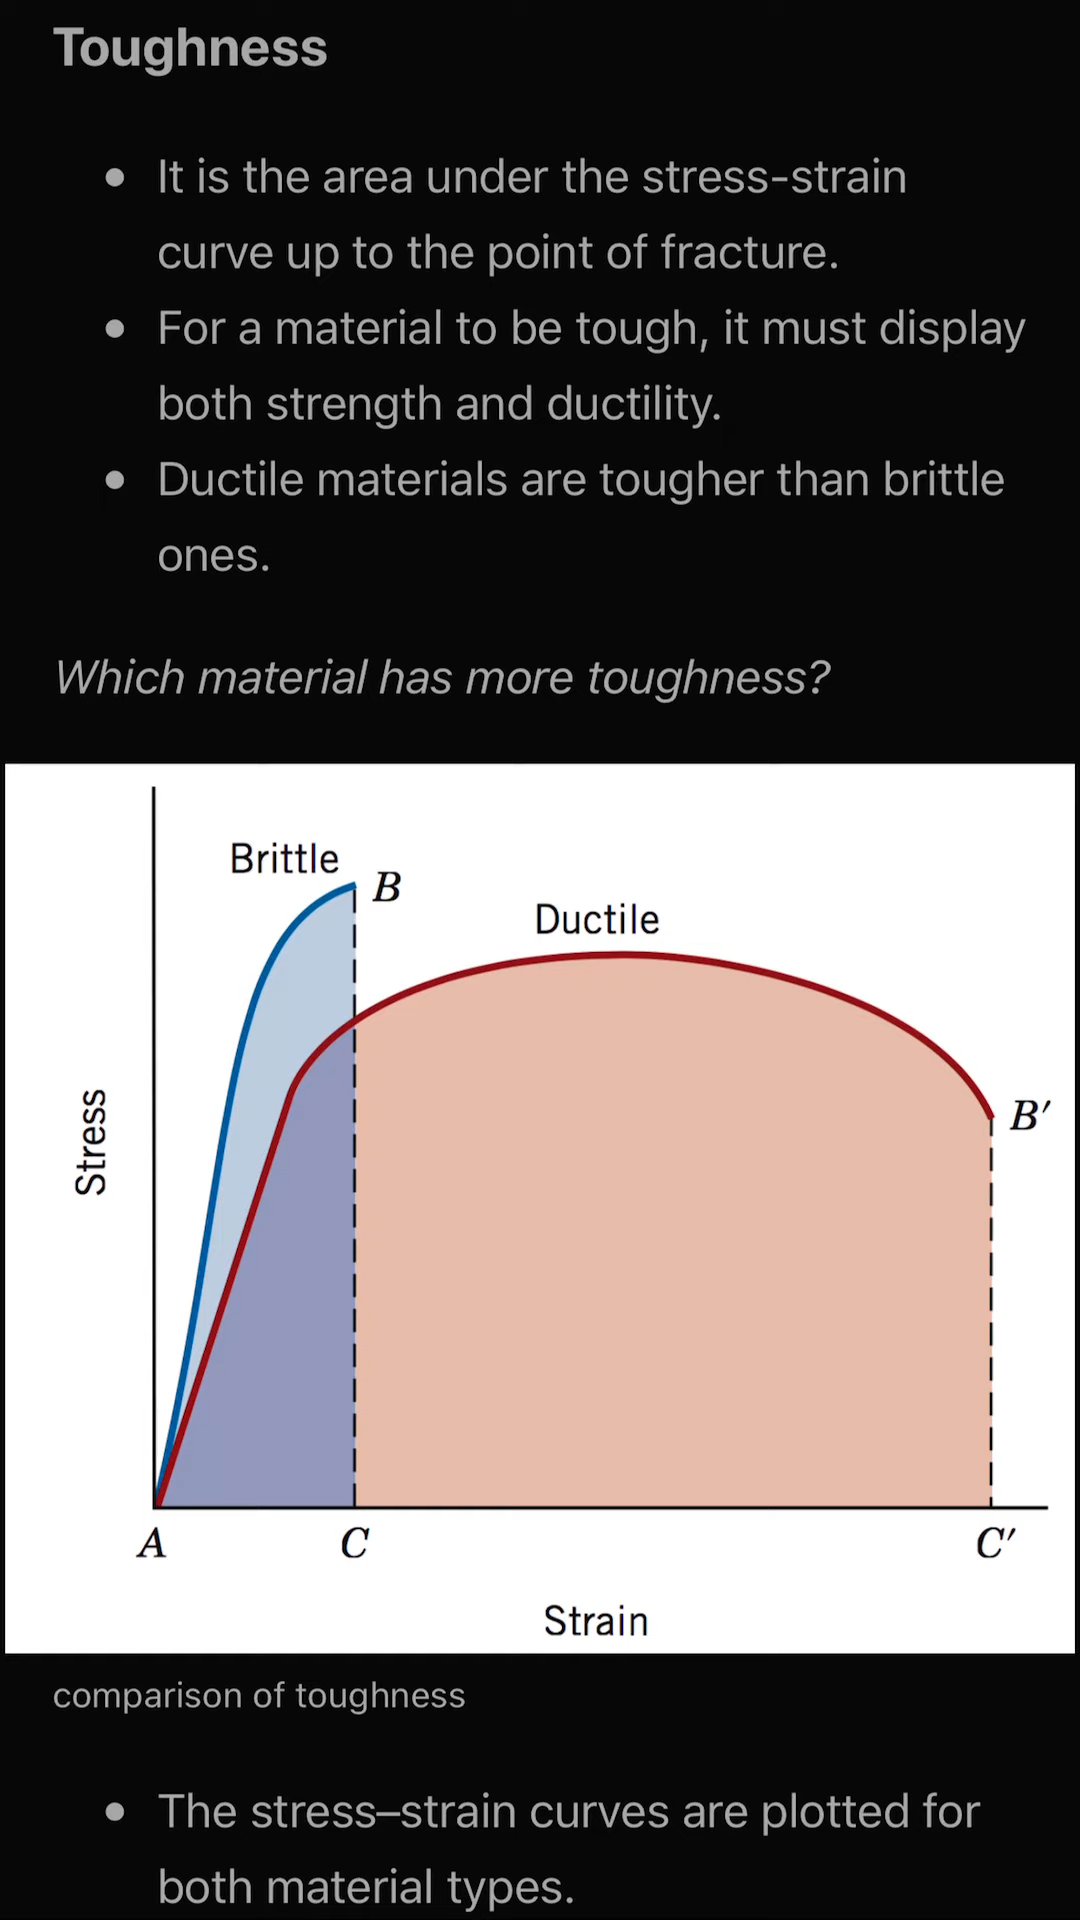 Toughness
• It is the area under the stress-strain
curve up to the point of fracture.
• For a material to be tough, it must display
both strength and ductility.
• Ductile materials are tougher than brittle
ones.
Which material has more toughness?
Brittle
B
Ductile
B′
Stress
A
C
C′
Strain
comparison of toughness
• The stress–strain curves are plotted for
both material types.